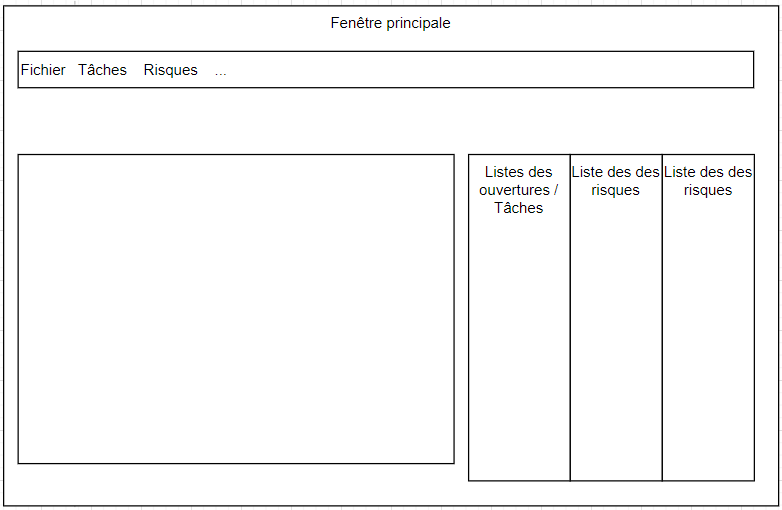 Fenêtre principale
Fichier Tâches Risques ...
Listes des
ouvertures /
Tâches
Liste des des
risques
Liste des des
risques